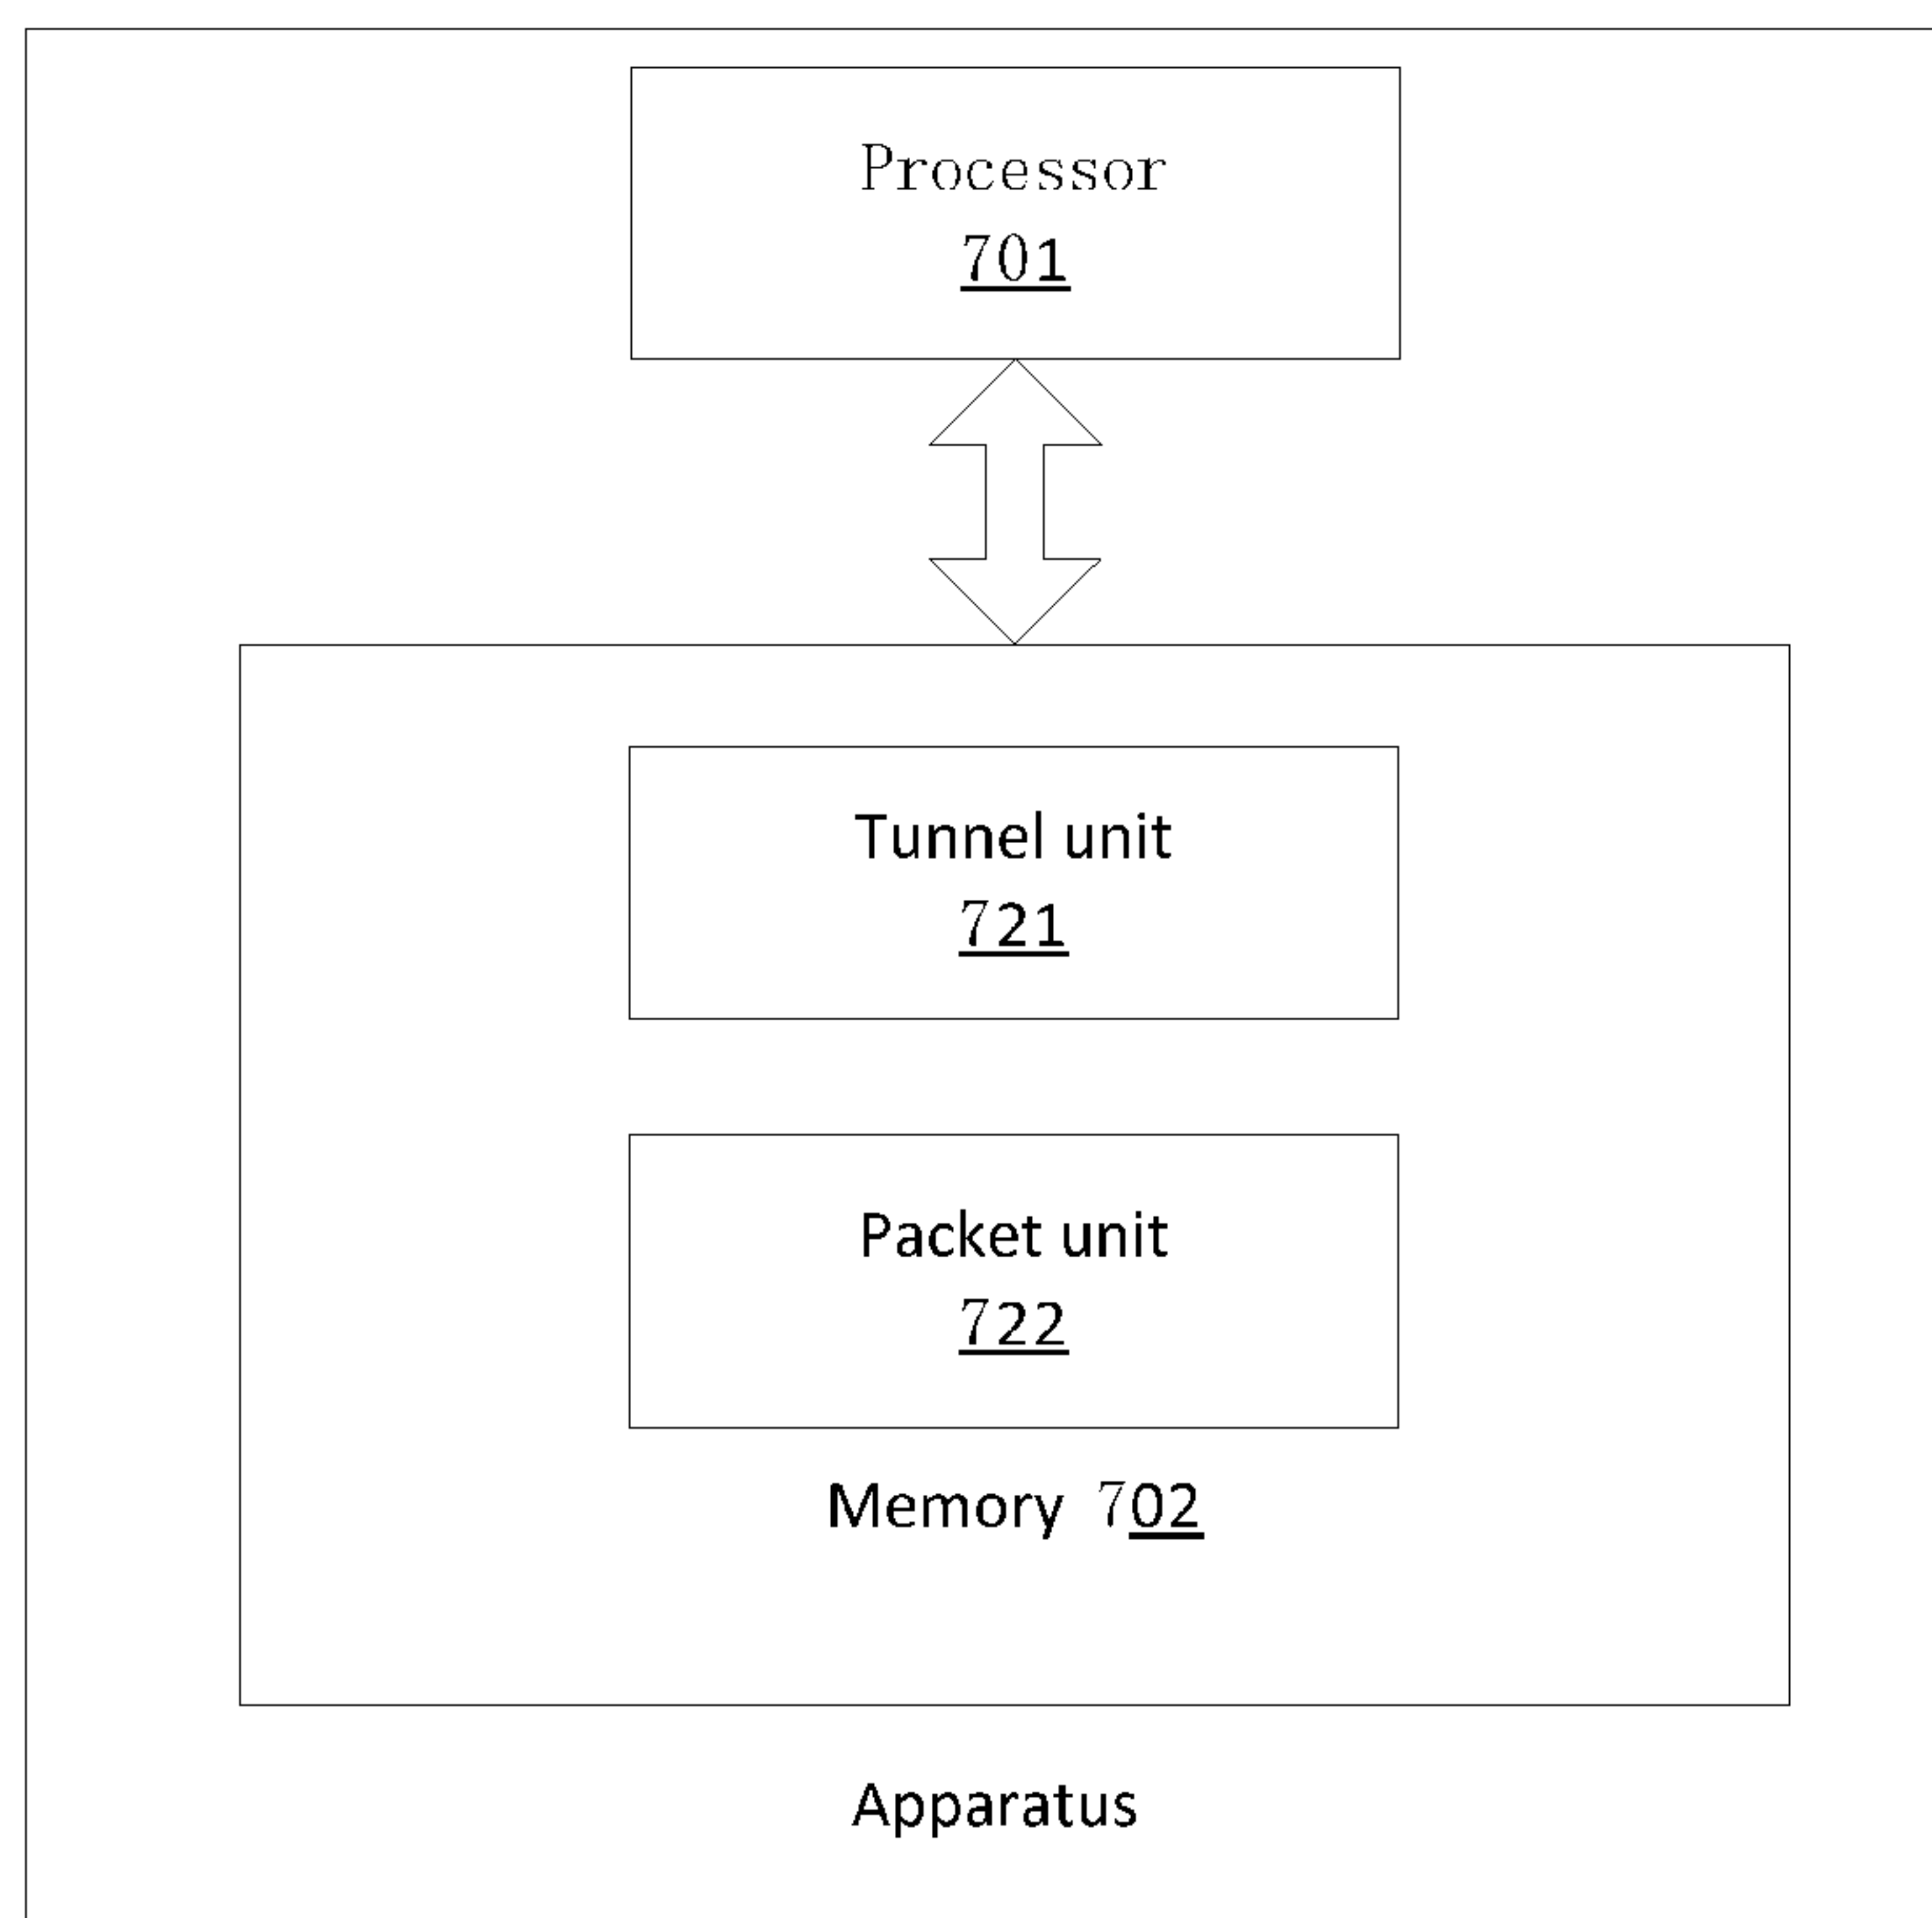 Processor
701
Tunnel unit
721
Packet unit
722
Memory 702
Apparatus